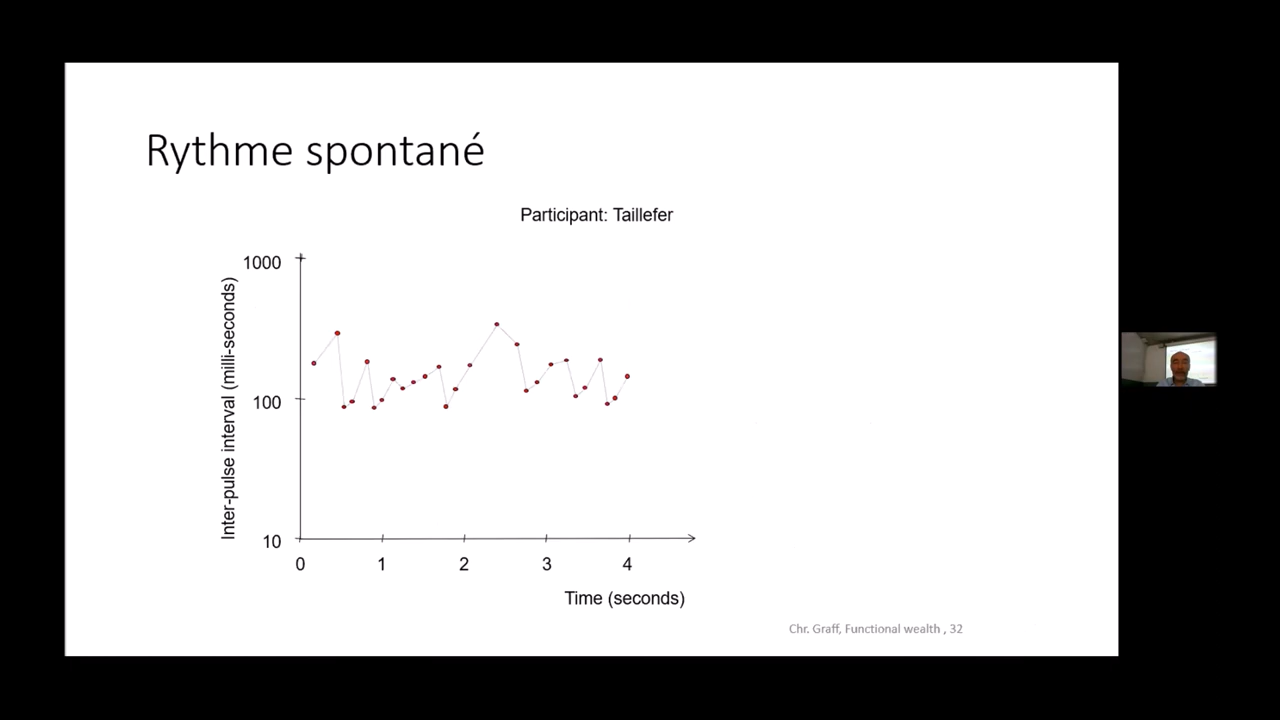 Rythme spontané
Participant: Taillefer
1000
100
10
Inter-pulse interval (milli-seconds)
0 1 2 3 4
Time (seconds)
Chr. Graff, Functional wealth , 32